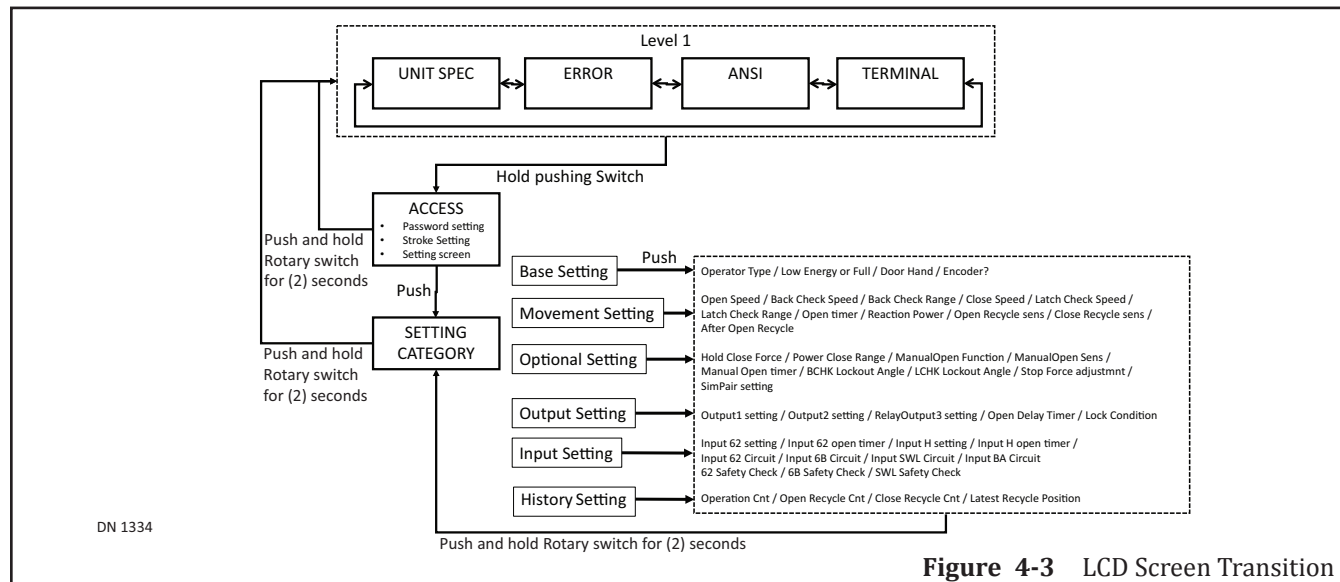 Level 1
UNIT SPEC
ERROR
ANSI
TERMINAL
Hold pushing Switch
ACCESS
• Password setting
• Stroke Setting
• Setting screen
Push and hold
Rotary switch
for (2) seconds
Push
SETTING
CATEGORY
Push and hold
Rotary switch
for (2) seconds
Base Setting
Push
Operator Type / Low Energy or Full / Door Hand / Encoder?
Movement Setting
Open Speed / Back Check Speed / Back Check Range / Close Speed / Latch Check Speed /
Latch Check Range / Open timer / Reaction Power / Open Recycle sens / Close Recycle sens /
After Open Recycle
Optional Setting
Hold Close Force / Power Close Range / ManualOpen Function / ManualOpen Sens /
Manual Open timer / BCHK Lockout Angle / LCHK Lockout Angle / Stop Force adjustmnt /
SimPair setting
Output Setting
Output1 setting / Output2 setting / RelayOutput3 setting / Open Delay Timer / Lock Condition
Input Setting
Input 62 setting / Input 62 open timer / Input H setting / Input H open timer /
Input 62 Circuit / Input 6B Circuit / Input SWL Circuit / Input BA Circuit
62 Safety Check / 6B Safety Check / SWL Safety Check
History Setting
Operation Cnt / Open Recycle Cnt / Close Recycle Cnt / Latest Recycle Position
DN 1334
Push and hold Rotary switch for (2) seconds
Figure 4-3 LCD Screen Transition